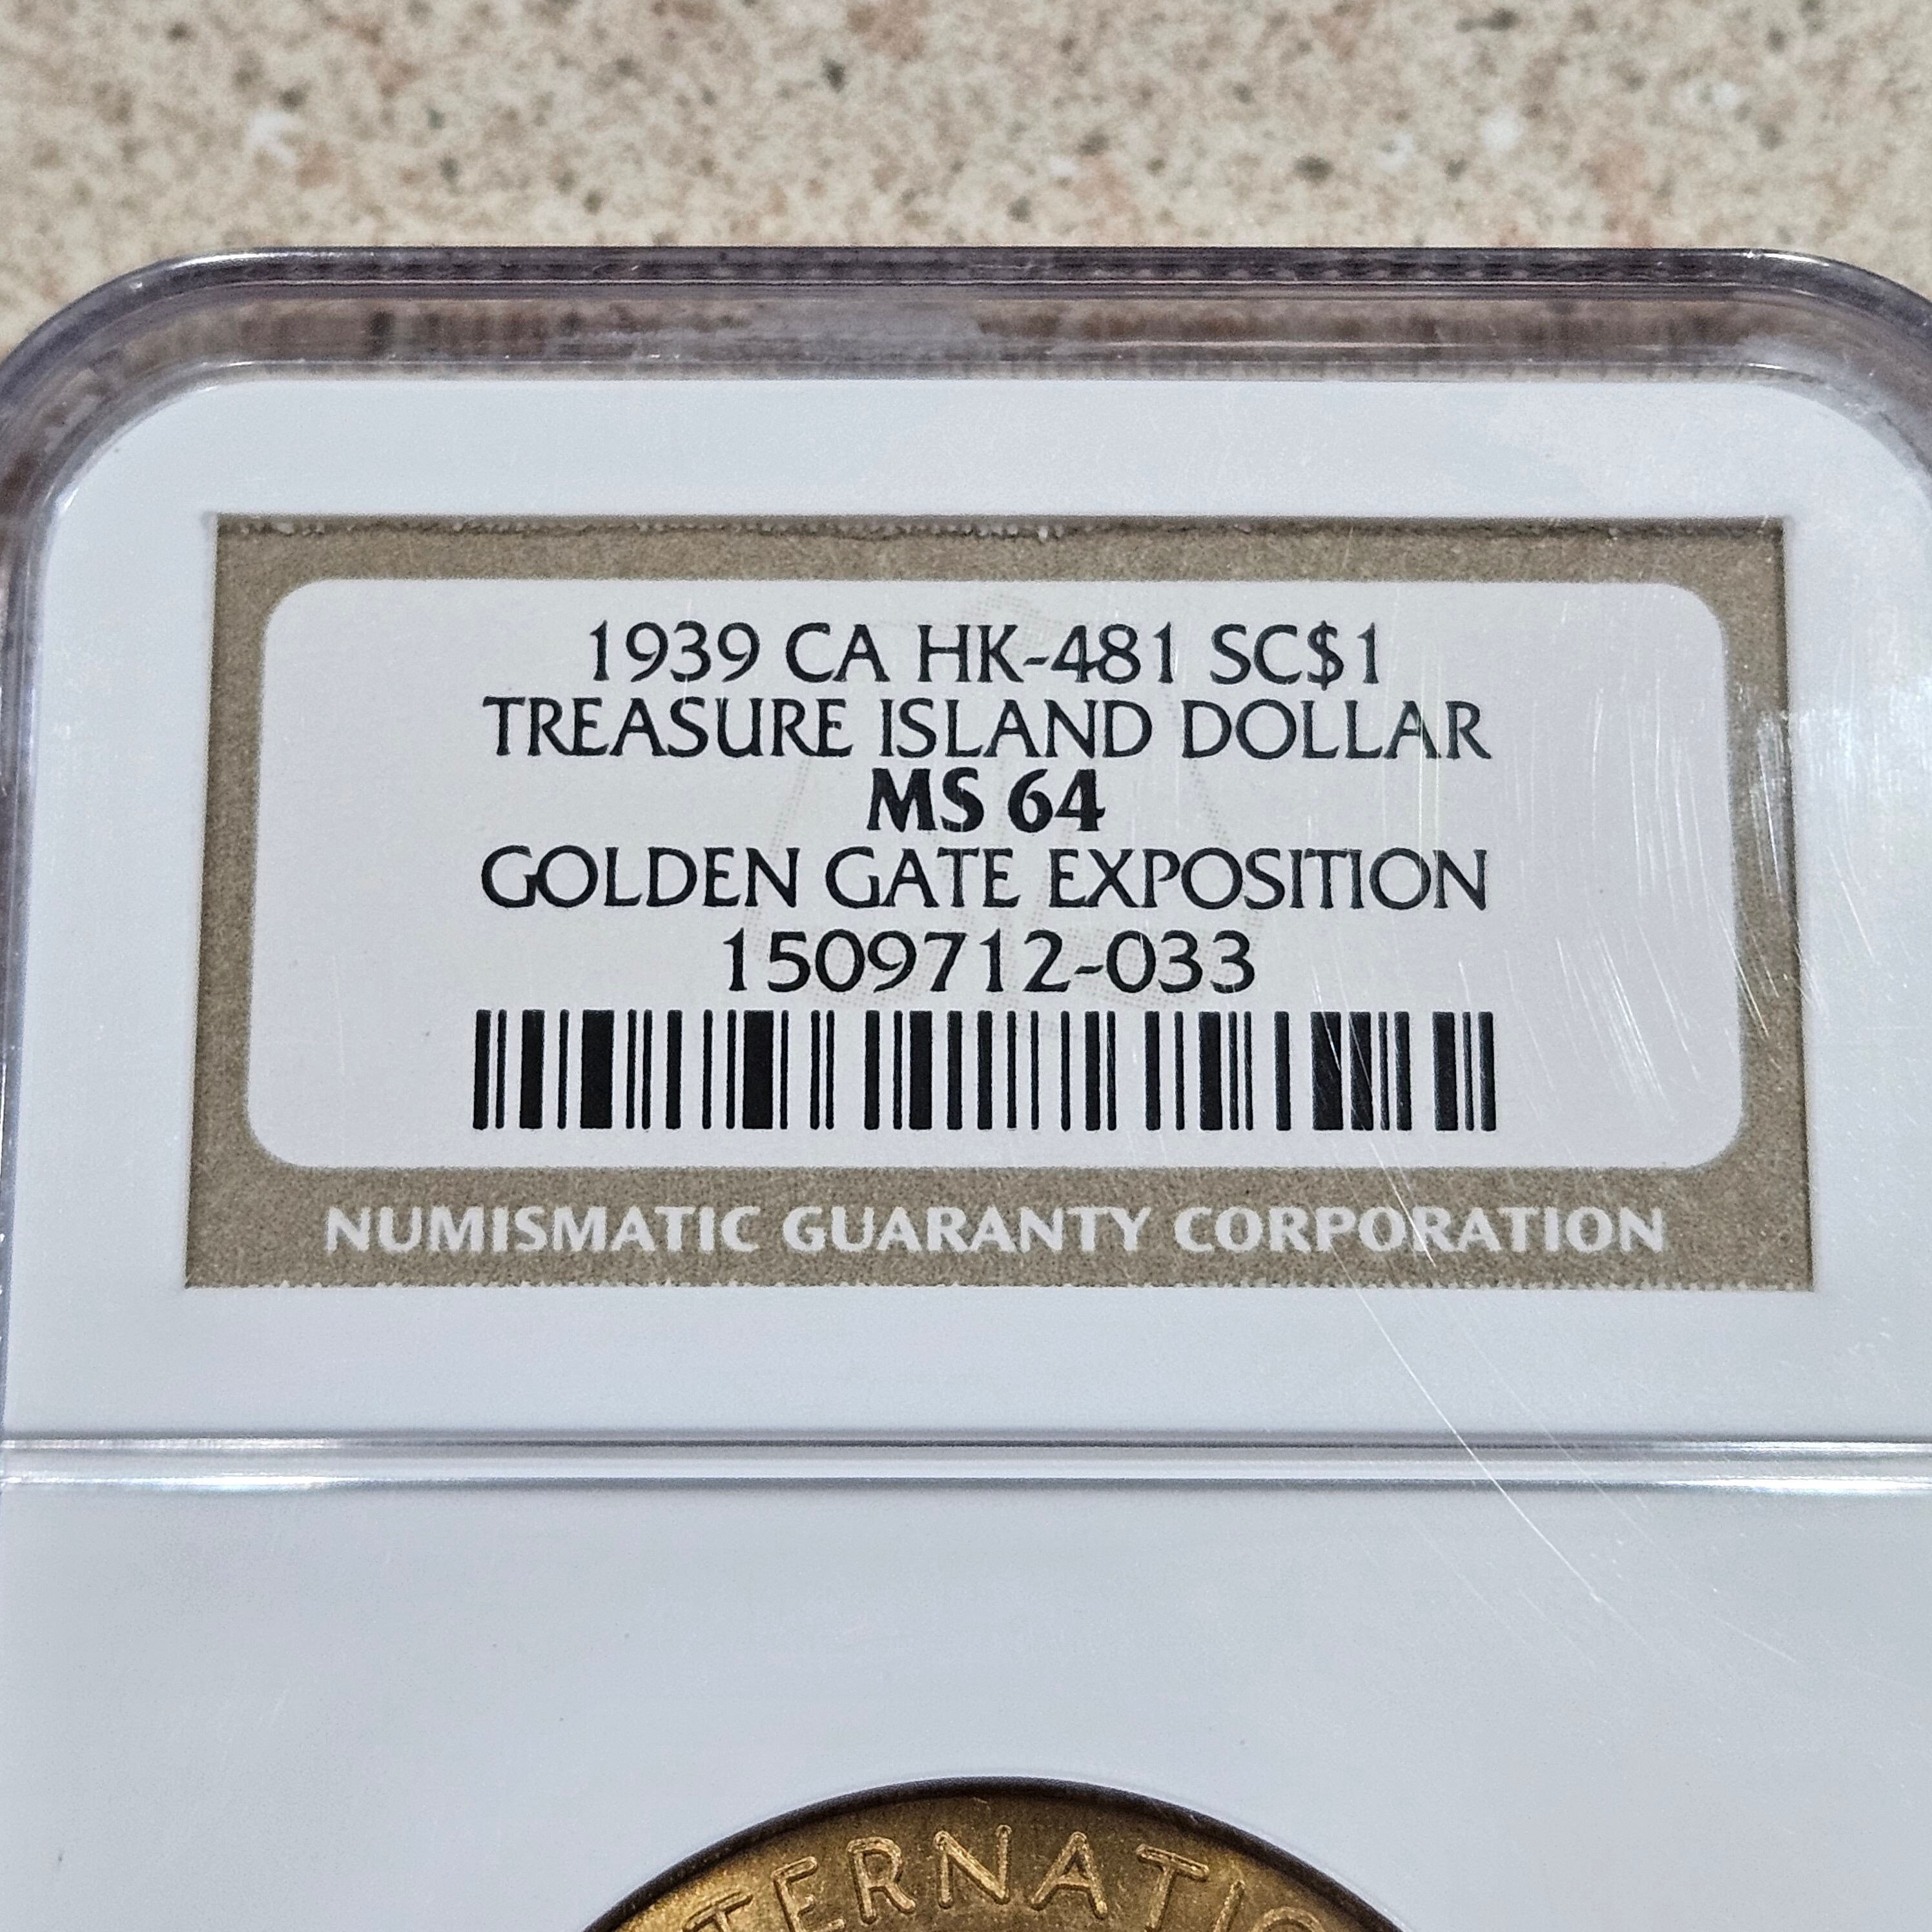 1939 CA HK-481 SC$1
TREASURE ISLAND DOLLAR
MS 64
GOLDEN GATE EXPOSITION
1509712-033
NUMISMATIC GUARANTY CORPORATION
TERNATIO